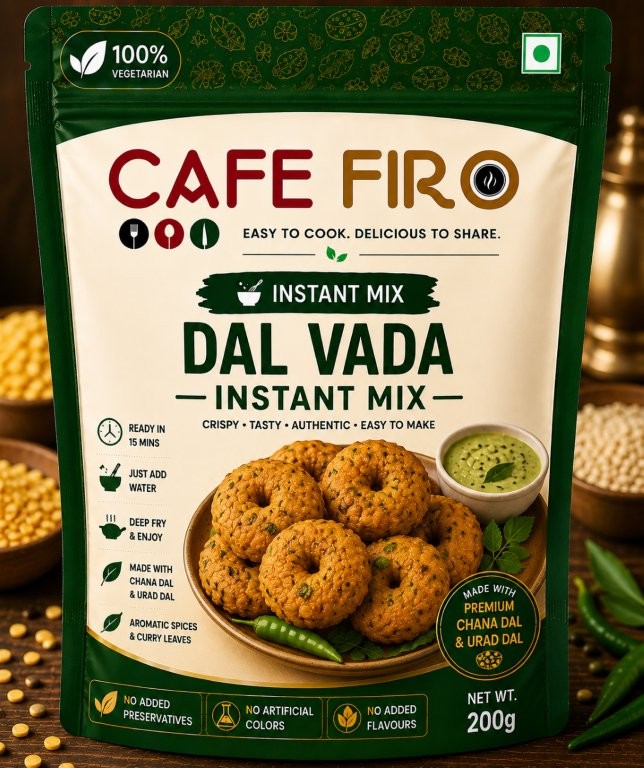 100%
VEGETARIAN
CAFE FIRO
EASY TO COOK. DELICIOUS TO SHARE.
INSTANT MIX
DAL VADA
INSTANT MIX
CRISPY • TASTY • AUTHENTIC • EASY TO MAKE
READY IN
15 MINS
JUST ADD
WATER
DEEP FRY
& ENJOY
MADE WITH
CHANA DAL
& URAD DAL
AROMATIC SPICES
& CURRY LEAVES
MADE WITH
PREMIUM
CHANA DAL
& URAD DAL
NO ADDED
PRESERVATIVES
NO ARTIFICIAL
COLORS
NO ADDED
FLAVOURS
NET WT.
200g